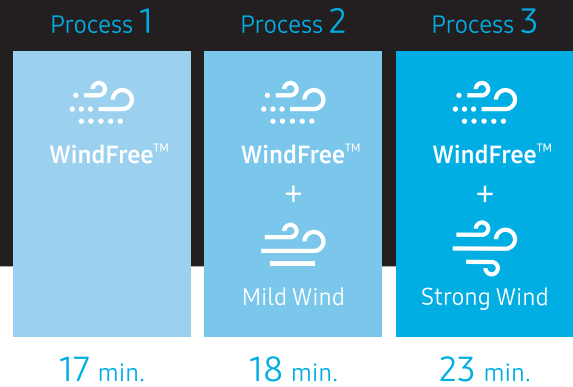 Process 1
WindFree™
17 min.
Process 2
WindFree™
+
Mild Wind
18 min.
Process 3
WindFree™
+
Strong Wind
23 min.